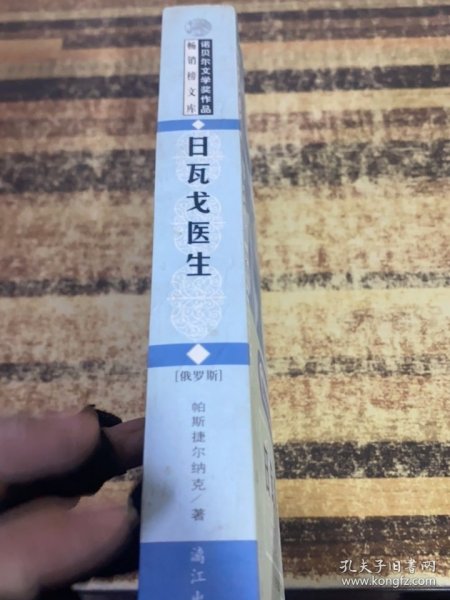 诺贝尔文学奖作品
畅销榜文库
日瓦戈医生
[俄罗斯]
帕斯捷尔纳克/著
漓江出
孔夫子旧书网
www.kongfz.com